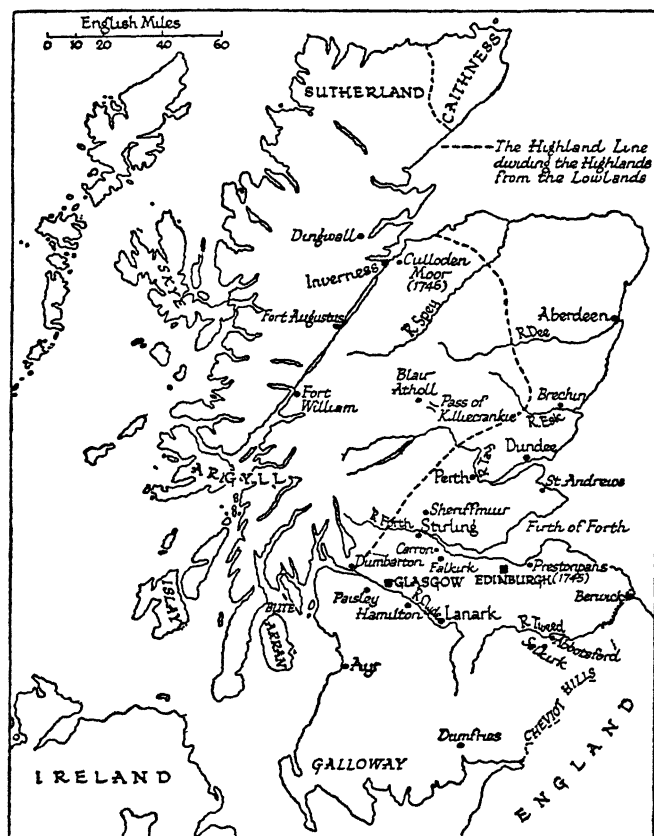 English Miles
0 10 20 40 60
SUTHERLAND
CAITHNESS
The Highland Line
dividing the Highlands
from the Lowlands
Dingwall
Inverness
Culloden
Moor
(1746)
SKYE
Fort Augustus
R. Spey
Aberdeen
R. Dee
Blair
Atholl
Pass of
Killiecrankie
Brechin
R. Esk
Fort
William
Dundee
R. Tay
Perth
St. Andrews
ARGYLL
Sheriffmuir
R. Forth
Stirling
Firth of Forth
Carron
Falkirk
Dumbarton
Prestonpans
(1745)
GLASGOW
EDINBURGH
Berwick
Paisley
R. Clyde
Hamilton
Lanark
ISLAY
BUTE
ARRAN
R. Tweed
Abbotsford
Selkirk
Ayr
CHEVIOT HILLS
Dumfries
GALLOWAY
IRELAND
ENGLAND